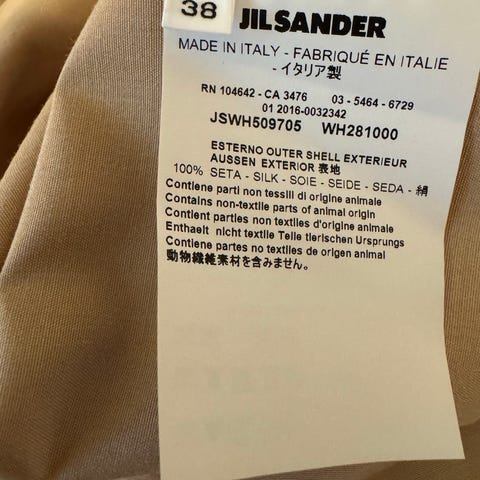 38
JIL SANDER
MADE IN ITALY - FABRIQUÉ EN ITALIE
- イタリア製
RN 104642 - CA 3476 03 - 5464 - 6729
01 2016-0032342
JSWH509705 WH281000
ESTERNO OUTER SHELL EXTERIEUR
AUSSEN EXTERIOR 表地
100% SETA - SILK - SOIE - SEIDE - SEDA - 絹
Contiene parti non tessili di origine animale
Contains non-textile parts of animal origin
Contient parties non textiles d'origine animale
Enthaelt nicht textile Teile tierischen Ursprungs
Contiene partes no textiles de origen animal
動物繊維素材を含みません。